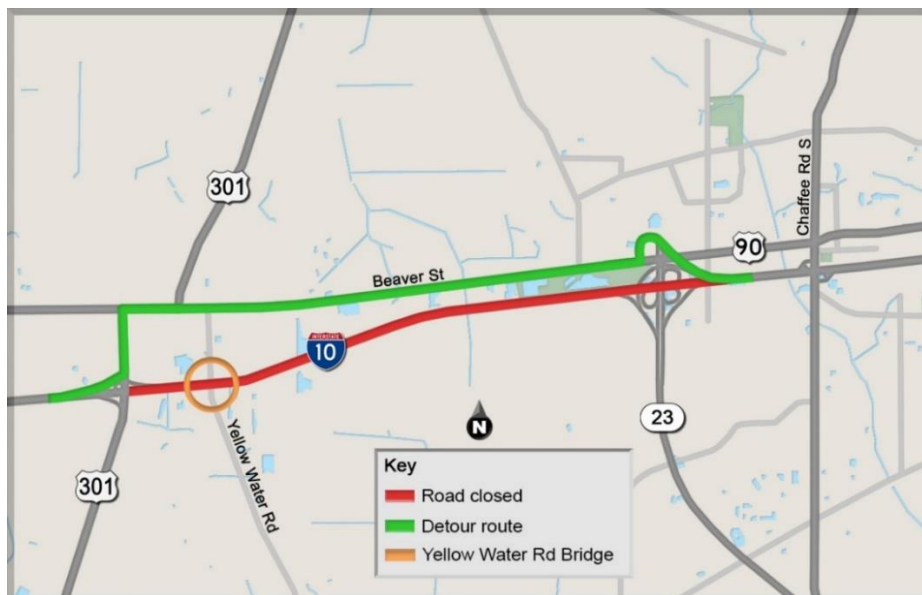 301
Chaffee Rd S
90
Beaver St
INTERSTATE
10
23
N
Yellow Water Rd
301
Key
Road closed
Detour route
Yellow Water Rd Bridge